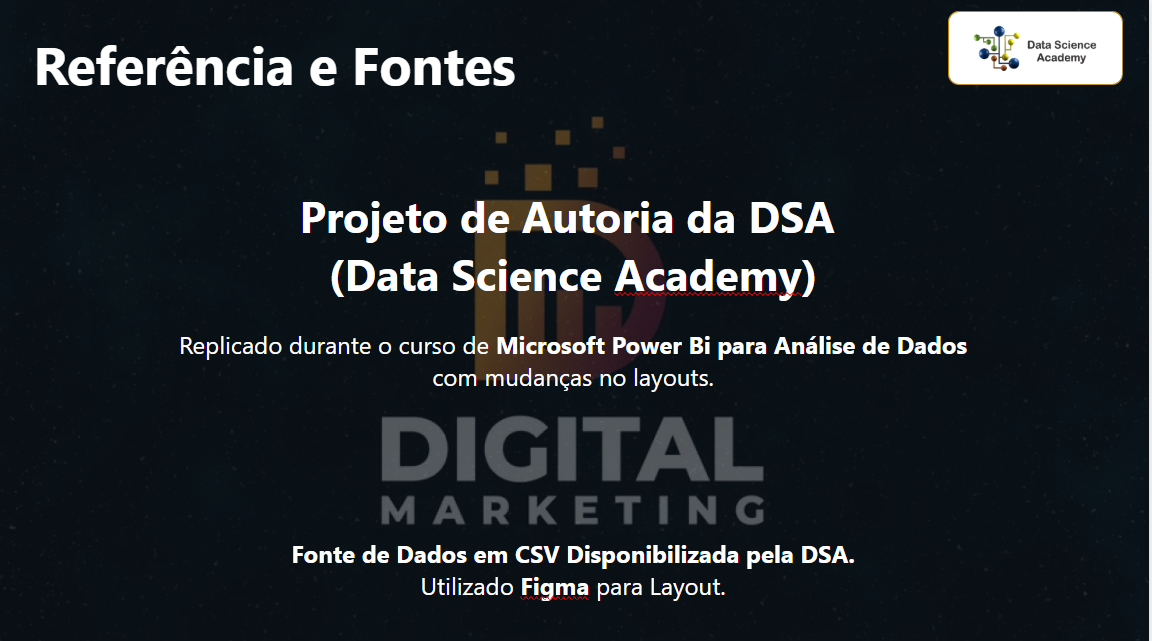 Referência e Fontes
Data Science
Academy
Projeto de Autoria da DSA
(Data Science Academy)
Replicado durante o curso de Microsoft Power Bi para Análise de Dados
com mudanças no layouts.
DIGITAL
MARKETING
Fonte de Dados em CSV Disponibilizada pela DSA.
Utilizado Figma para Layout.